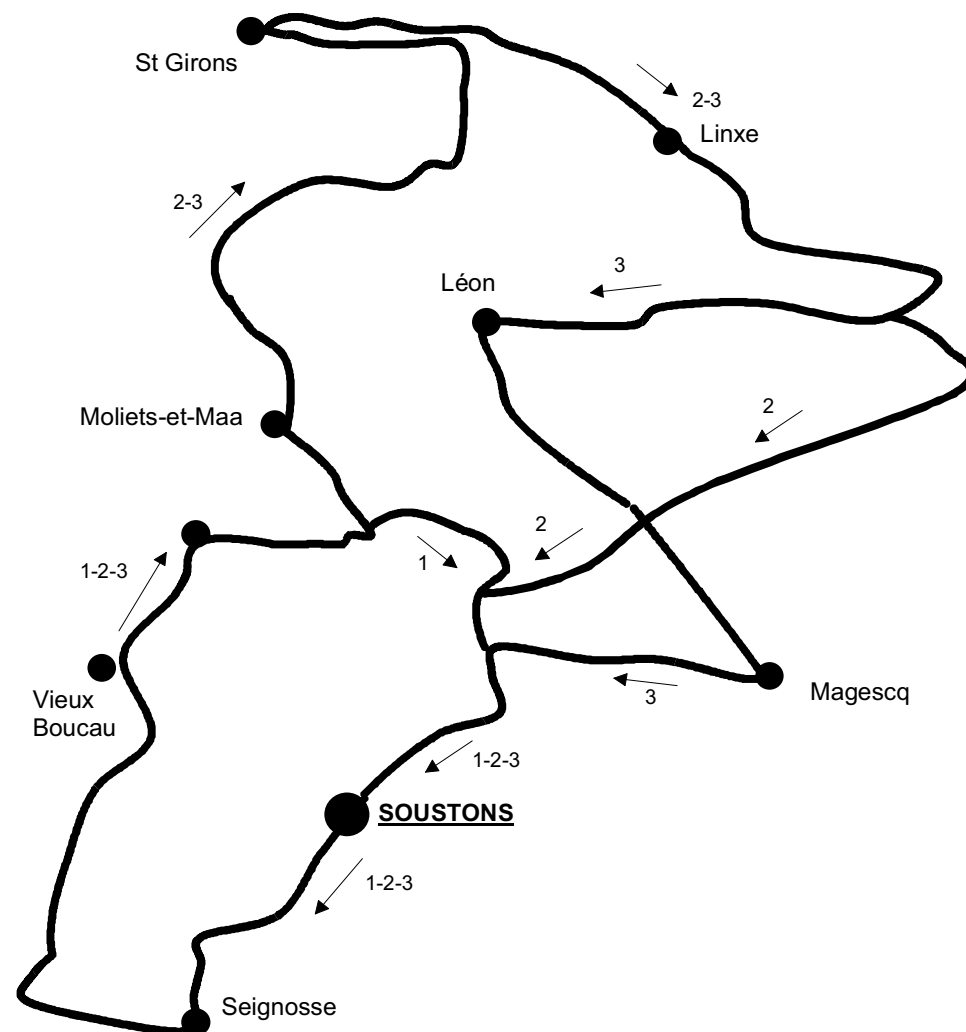 St Girons
2-3
Linxe
2-3
3
Léon
2
Moliets-et-Maa
2
1
1-2-3
Vieux
Boucau
Magescq
3
1-2-3
SOUSTONS
1-2-3
Seignosse